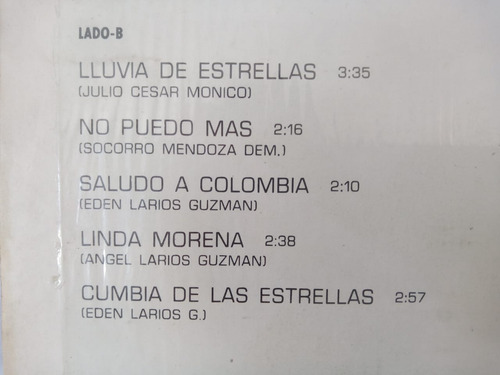 LADO-B
LLUVIA DE ESTRELLAS 3:35
(JULIO CESAR MONICO)
NO PUEDO MAS 2:16
(SOCORRO MENDOZA DEM.)
SALUDO A COLOMBIA 2:10
(EDEN LARIOS GUZMAN)
LINDA MORENA 2:38
(ANGEL LARIOS GUZMAN)
CUMBIA DE LAS ESTRELLAS 2:57
(EDEN LARIOS G.)